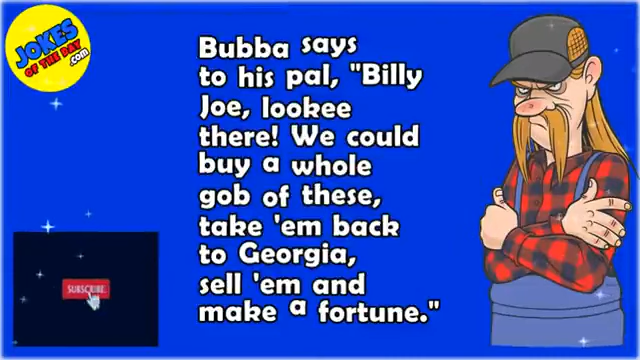 JOKES
OF THE DAY
.com
Bubba says
to his pal, "Billy
Joe, lookee
there! We could
buy a whole
gob of these,
take 'em back
to Georgia,
sell 'em and
make a fortune."
SUBSCRIBE